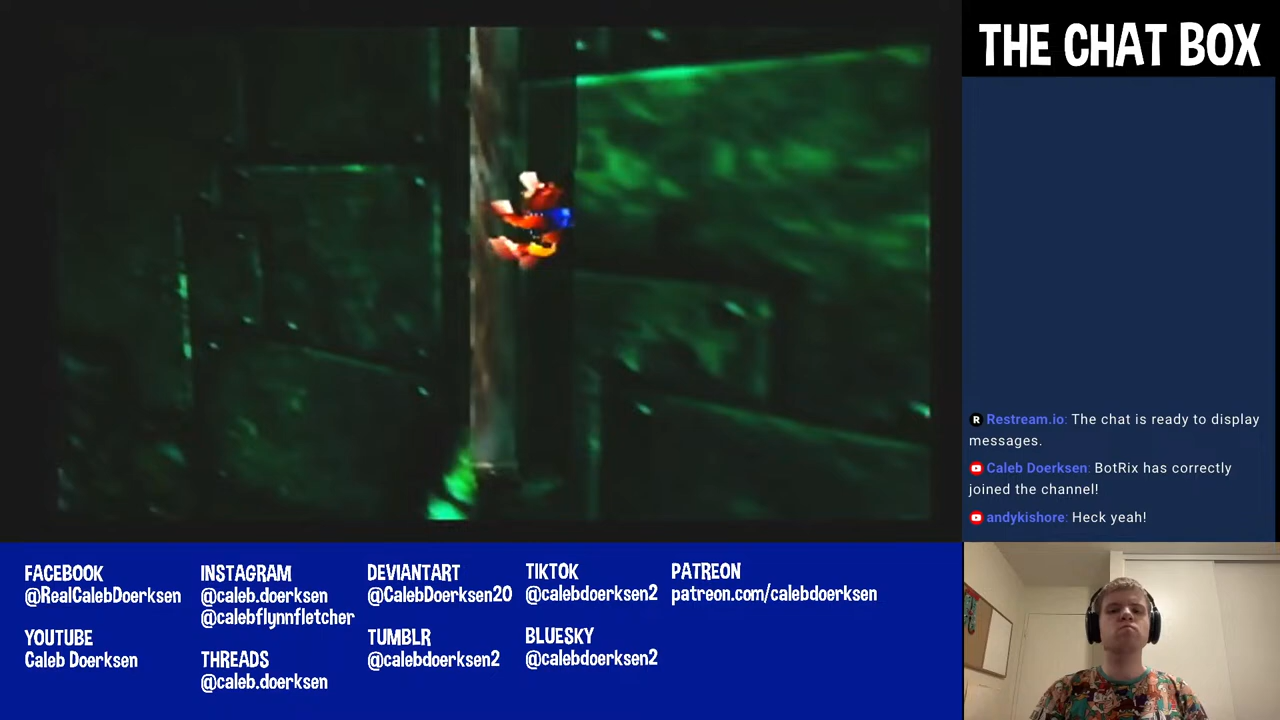 THE CHAT BOX
Restream.io: The chat is ready to display
messages.
Caleb Doerksen: BotRix has correctly
joined the channel!
andykishore: Heck yeah!
FACEBOOK
@RealCalebDoerksen
YOUTUBE
Caleb Doerksen
INSTAGRAM
@caleb.doerksen
@calebflynnfletcher
THREADS
@caleb.doerksen
DEVIANTART
@CalebDoerksen20
TUMBLR
@calebdoerksen2
TIKTOK
@calebdoerksen2
BLUESKY
@calebdoerksen2
PATREON
patreon.com/calebdoerksen